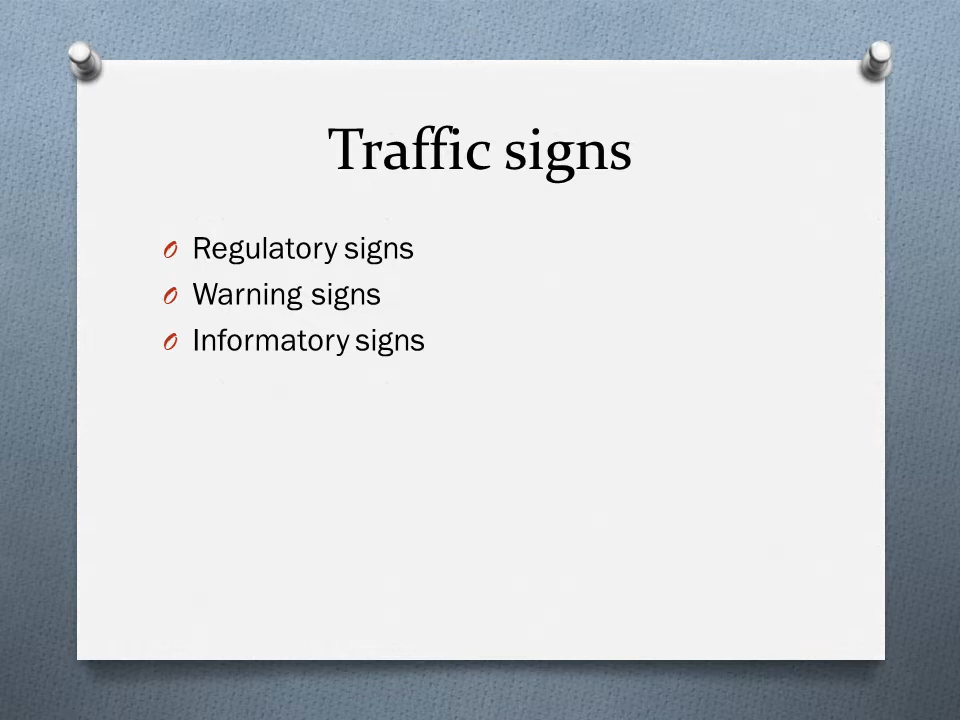 Traffic signs
Regulatory signs
Warning signs
Informatory signs